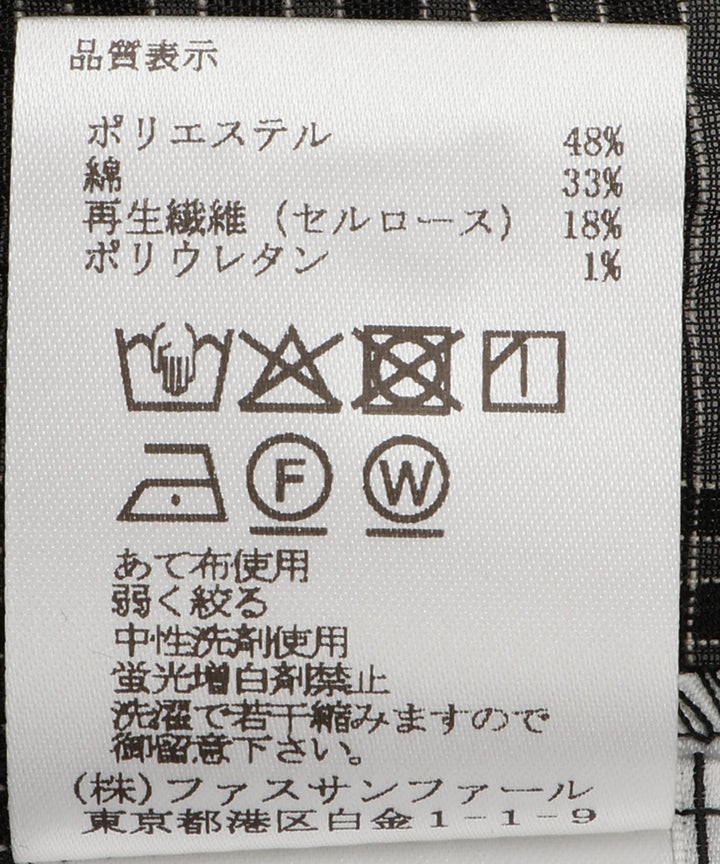 品質表示
ポリエステル 48%
綿 33%
再生繊維 (セルロース) 18%
ポリウレタン 1%
F W
あて布使用
弱く絞る
中性洗剤使用
蛍光増白剤禁止
洗濯で若干縮みますので
御留意下さい。
(株)ファスサンファール
東京都港区白金1-1-9